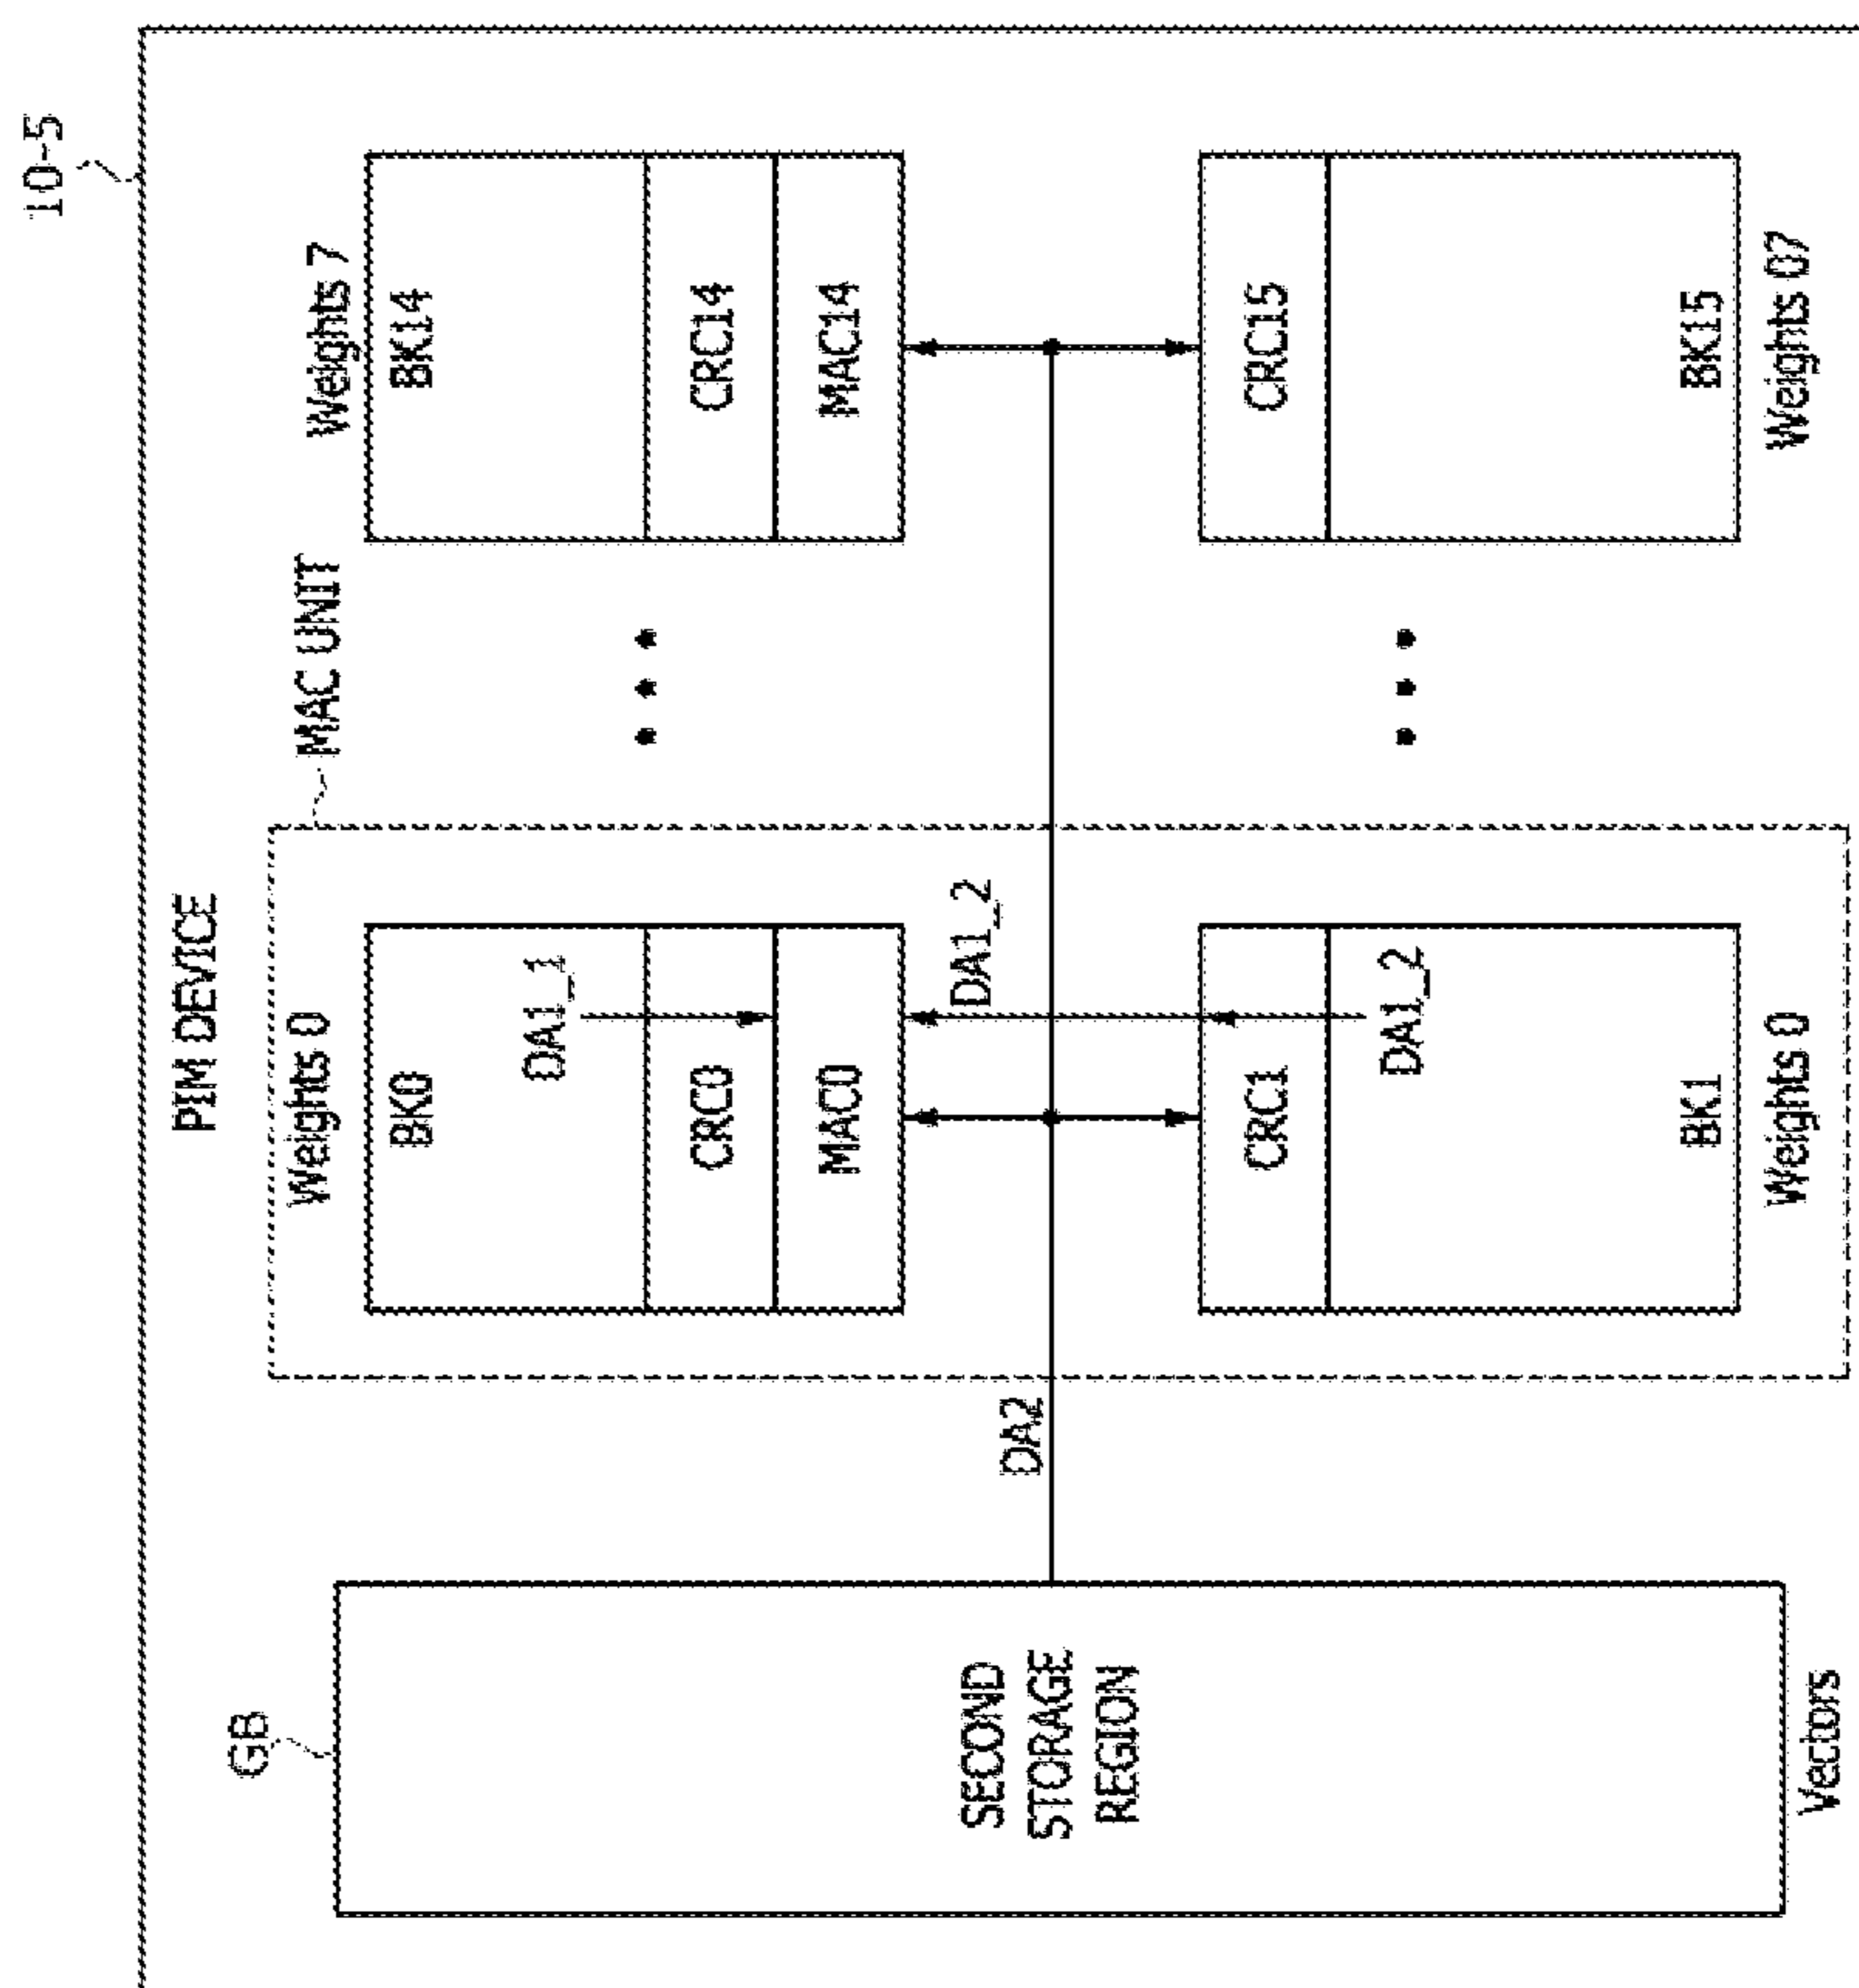 10-5
PIM DEVICE
MAC UNIT
GB
SECOND
STORAGE
REGION
Vectors
DA2
Weights 0
BK0
DA1_1
CRC0
MAC0
DA1_2
CRC1
DA1_2
BK1
Weights 0
Weights 7
BK14
CRC14
MAC14
CRC15
BK15
Weights 07